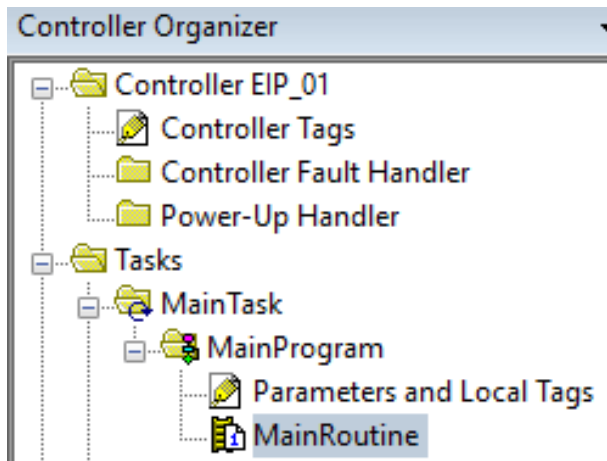 Controller Organizer
Controller EIP_01
Controller Tags
Controller Fault Handler
Power-Up Handler
Tasks
MainTask
MainProgram
Parameters and Local Tags
MainRoutine